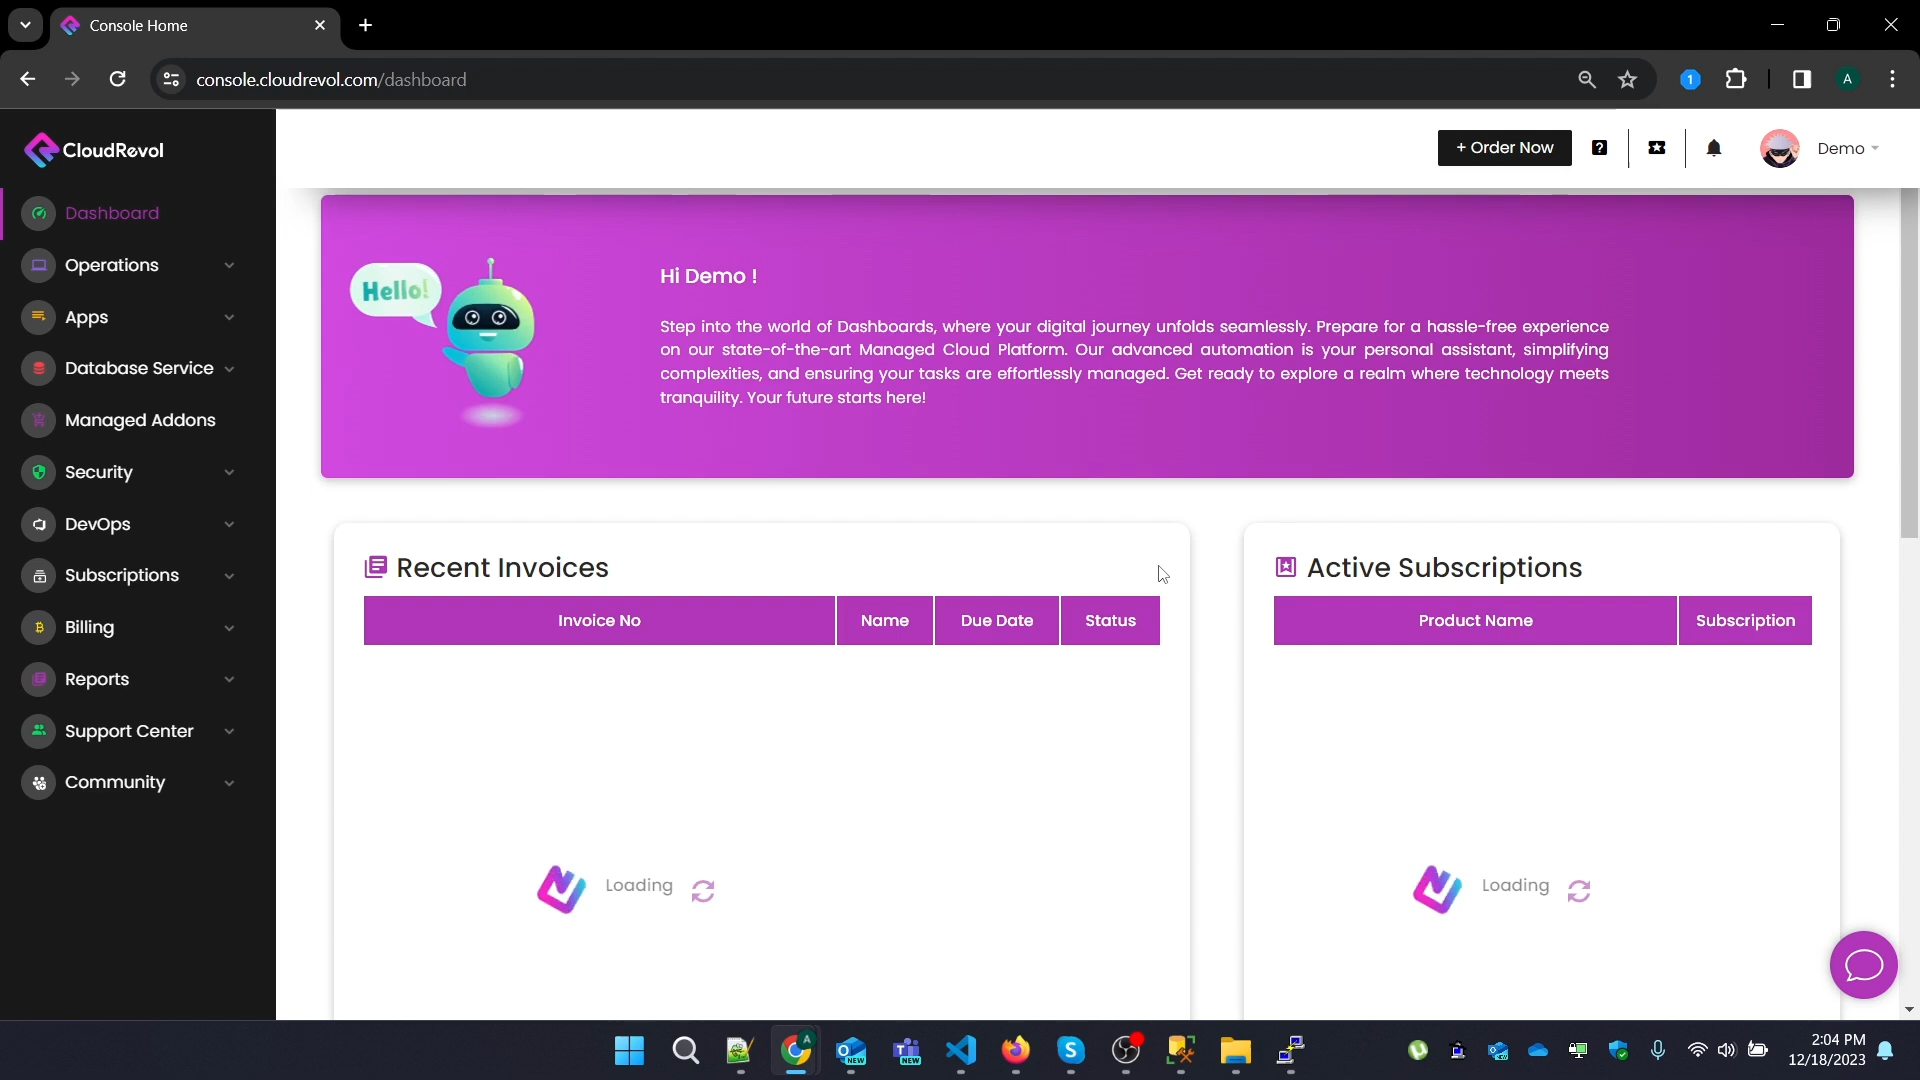 Console Home
console.cloudrevol.com/dashboard
1
A
CloudRevol
+ Order Now
Demo
Dashboard
Operations
Apps
Database Service
Managed Addons
Security
DevOps
Subscriptions
Billing
Reports
Support Center
Community
Hello!
Hi Demo !
Step into the world of Dashboards, where your digital journey unfolds seamlessly. Prepare for a hassle-free experience
on our state-of-the-art Managed Cloud Platform. Our advanced automation is your personal assistant, simplifying
complexities, and ensuring your tasks are effortlessly managed. Get ready to explore a realm where technology meets
tranquility. Your future starts here!
Recent Invoices
Invoice No Name Due Date Status
Loading
Active Subscriptions
Product Name Subscription
Loading
2:04 PM
12/18/2023